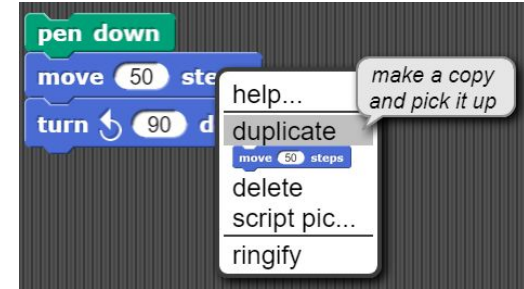 pen down
move 50 ste
turn 90 d
help...
duplicate
move 50 steps
delete
script pic...
ringify
make a copy
and pick it up